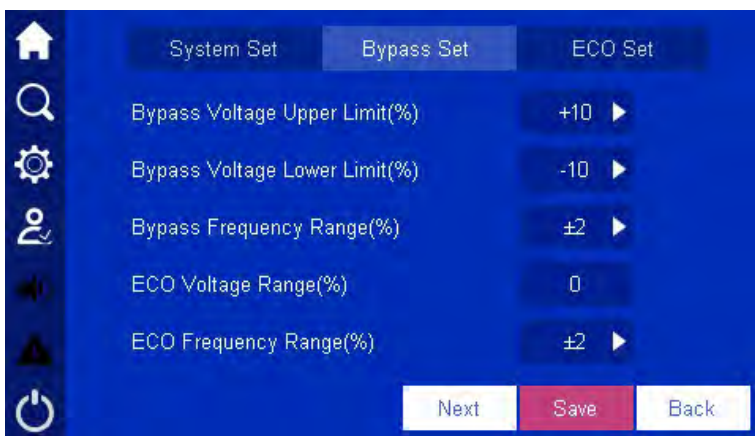 System Set Bypass Set ECO Set
Bypass Voltage Upper Limit(%) +10
Bypass Voltage Lower Limit(%) -10
Bypass Frequency Range(%) ±2
ECO Voltage Range(%) 0
ECO Frequency Range(%) ±2
Next Save Back